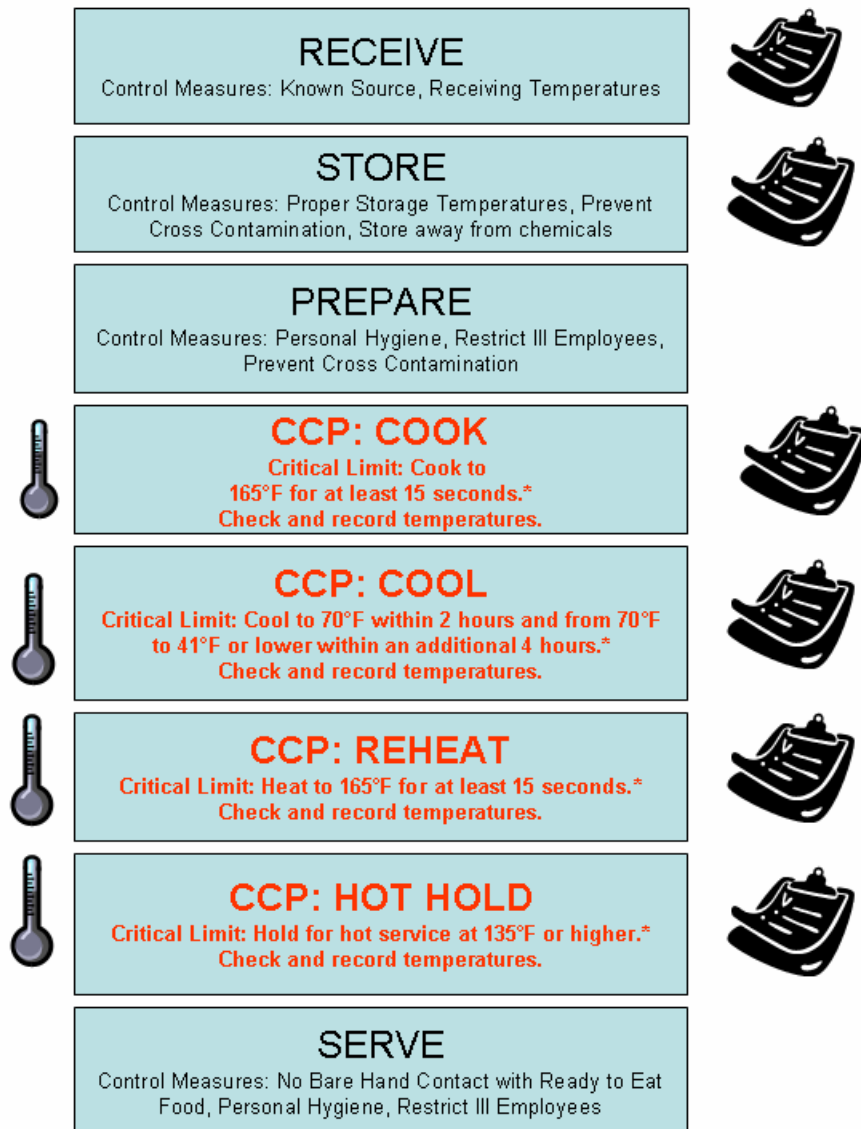 RECEIVE
Control Measures: Known Source, Receiving Temperatures
STORE
Control Measures: Proper Storage Temperatures, Prevent
Cross Contamination, Store away from chemicals
PREPARE
Control Measures: Personal Hygiene, Restrict Ill Employees,
Prevent Cross Contamination
CCP: COOK
Critical Limit: Cook to
165°F for at least 15 seconds.*
Check and record temperatures.
CCP: COOL
Critical Limit: Cool to 70°F within 2 hours and from 70°F
to 41°F or lower within an additional 4 hours.*
Check and record temperatures.
CCP: REHEAT
Critical Limit: Heat to 165°F for at least 15 seconds.*
Check and record temperatures.
CCP: HOT HOLD
Critical Limit: Hold for hot service at 135°F or higher.*
Check and record temperatures.
SERVE
Control Measures: No Bare Hand Contact with Ready to Eat
Food, Personal Hygiene, Restrict Ill Employees